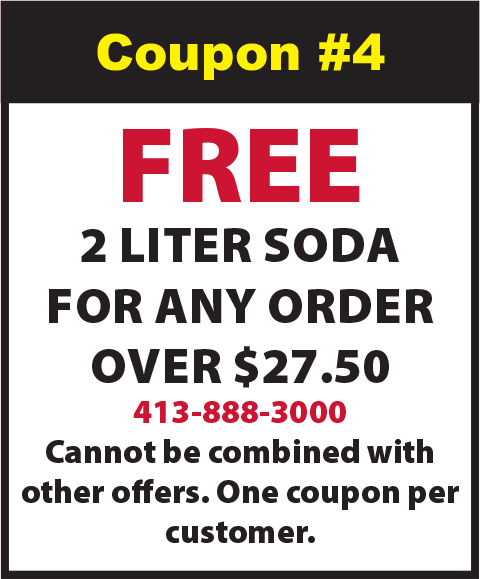 Coupon #4
FREE
2 LITER SODA
FOR ANY ORDER
OVER $27.50
413-888-3000
Cannot be combined with
other offers. One coupon per
customer.